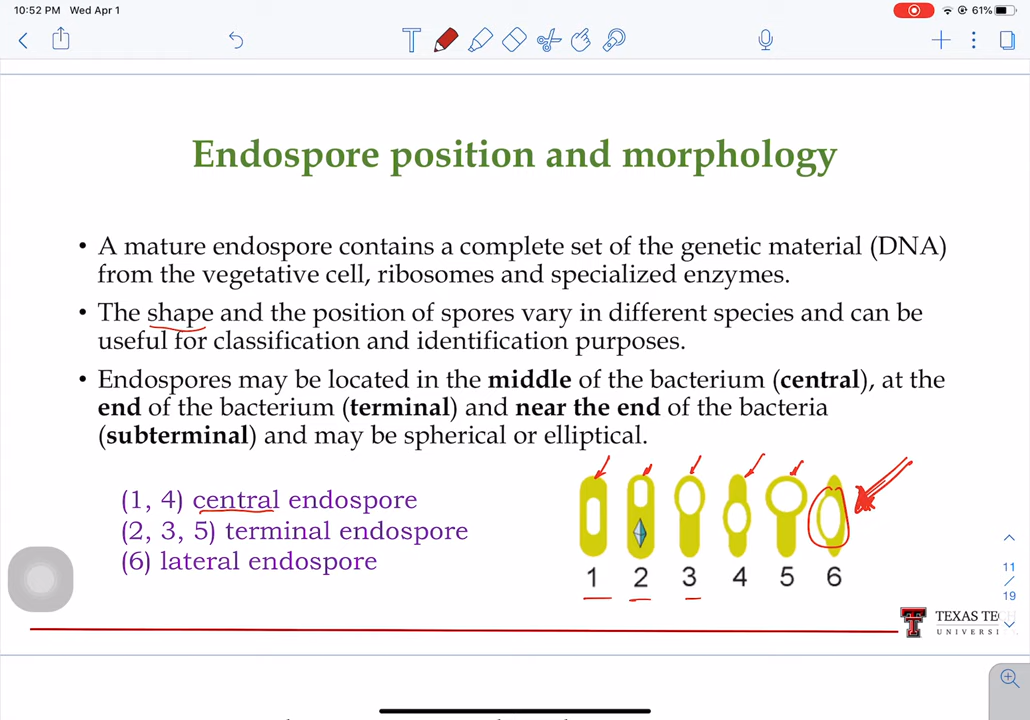 10:52 PM Wed Apr 1
61%
Endospore position and morphology
• A mature endospore contains a complete set of the genetic material (DNA)
from the vegetative cell, ribosomes and specialized enzymes.
• The shape and the position of spores vary in different species and can be
useful for classification and identification purposes.
• Endospores may be located in the middle of the bacterium (central), at the
end of the bacterium (terminal) and near the end of the bacteria
(subterminal) and may be spherical or elliptical.
(1, 4) central endospore
(2, 3, 5) terminal endospore
(6) lateral endospore
1 2 3 4 5 6
11
/
19
TEXAS TE
UNIVERSI